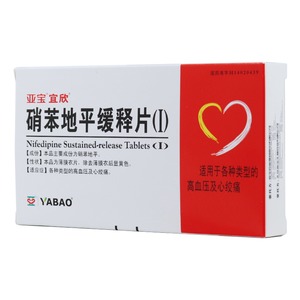 亚宝 宜欣
硝苯地平缓释片(I)
Nifedipine Sustained-release Tablets 〈I〉
【成份】本品主要成份为硝苯地平。
【性状】本品为薄膜衣片，除去薄膜衣后显黄色。
【适应症】各种类型的高血压及心绞痛。
适用于各种类型的
高血压及心绞痛
YABAO